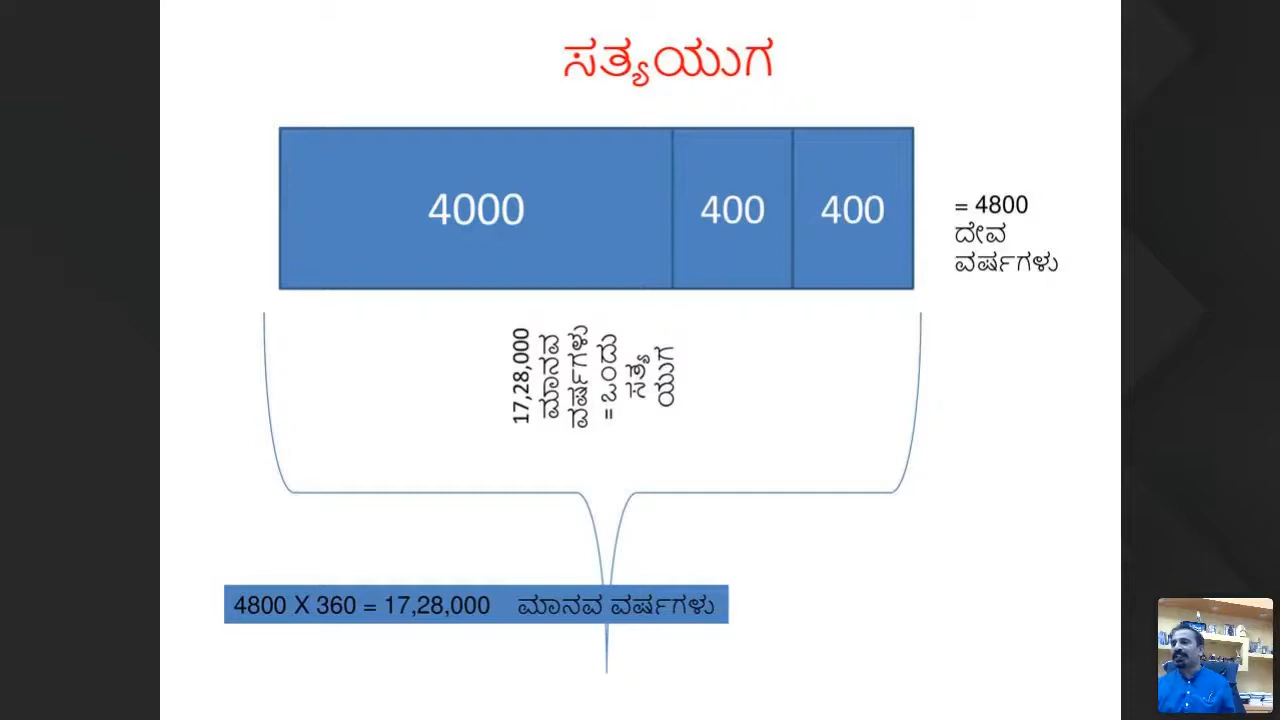 ಸತ್ಯಯುಗ
4000
400
400
= 4800
ದೇವ
ವರ್ಷಗಳು
17,28,000
ಮಾನವ
ವರ್ಷಗಳು
= ಒಂದು
ಸತ್ಯ
ಯುಗ
4800 X 360 = 17,28,000 ಮಾನವ ವರ್ಷಗಳು